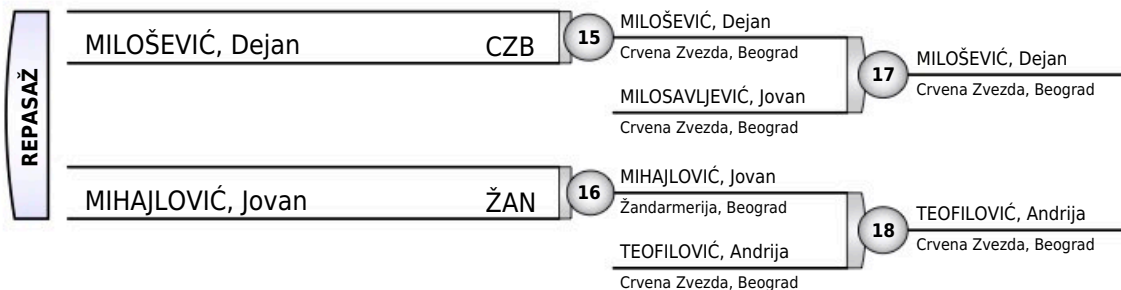 REPASAŽ
MILOŠEVIĆ, Dejan CZB
15
MILOŠEVIĆ, Dejan
Crvena Zvezda, Beograd
MILOSAVLJEVIĆ, Jovan
Crvena Zvezda, Beograd
17
MILOŠEVIĆ, Dejan
Crvena Zvezda, Beograd
MIHAJLOVIĆ, Jovan ŽAN
16
MIHAJLOVIĆ, Jovan
Žandarmerija, Beograd
TEOFILOVIĆ, Andrija
Crvena Zvezda, Beograd
18
TEOFILOVIĆ, Andrija
Crvena Zvezda, Beograd